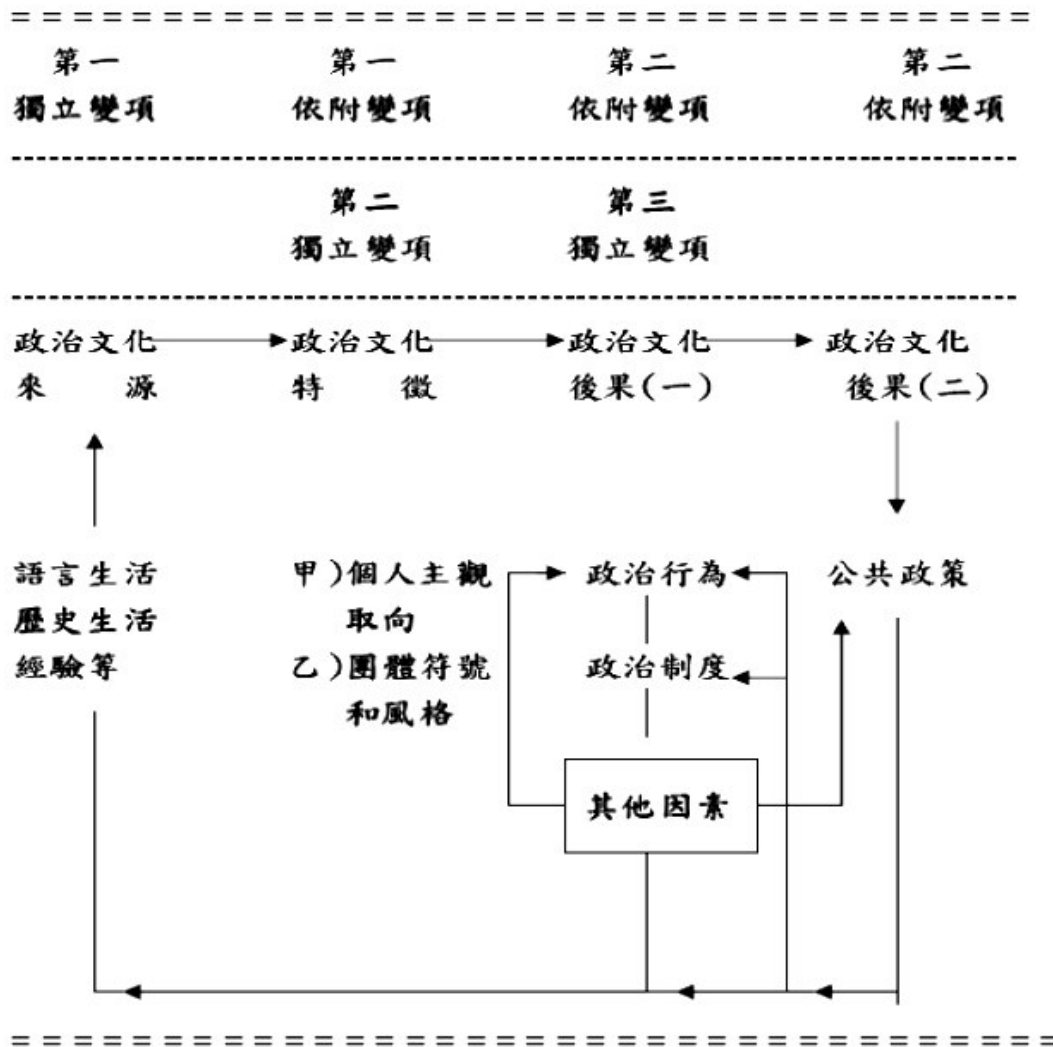 第一 第一 第二 第二
獨立變項 依附變項 依附變項 依附變項
第二 第三
獨立變項 獨立變項
政治文化 政治文化 政治文化 政治文化
來源 特徵 後果(一) 後果(二)
語言生活 甲)個人主觀 政治行為 公共政策
歷史生活 取向
經驗等 乙)團體符號 政治制度
和風格
其他因素